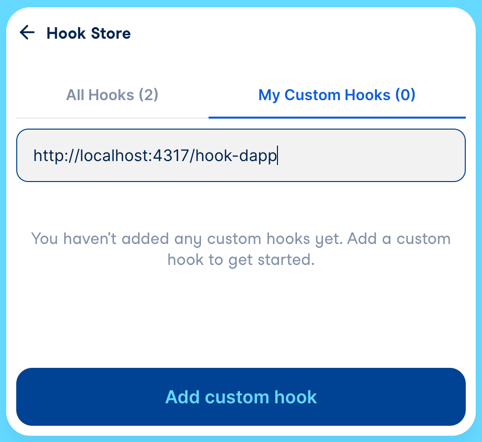 Hook Store
All Hooks (2)
My Custom Hooks (0)
http://localhost:4317/hook-dapp
You haven't added any custom hooks yet. Add a custom
hook to get started.
Add custom hook